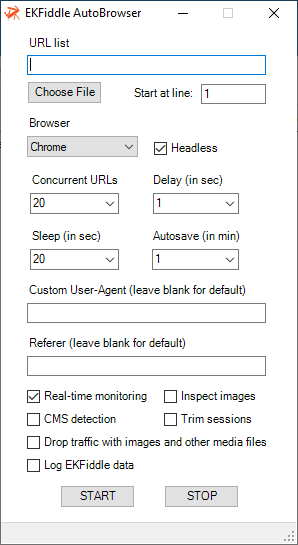 EKFiddle AutoBrowser
URL list
Choose File Start at line: 1
Browser
Chrome Headless
Concurrent URLs Delay (in sec)
20 1
Sleep (in sec) Autosave (in min)
20 1
Custom User-Agent (leave blank for default)
Referer (leave blank for default)
Real-time monitoring Inspect images
CMS detection Trim sessions
Drop traffic with images and other media files
Log EKFiddle data
START STOP